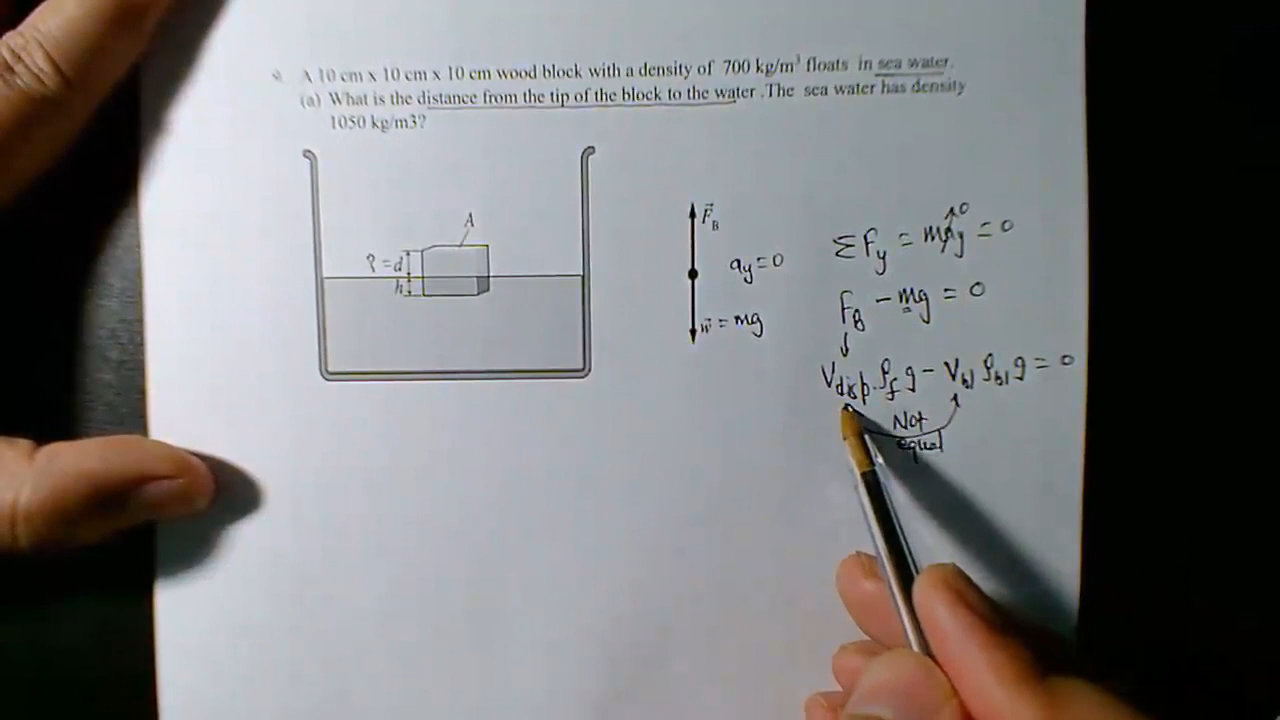 A 10 cm x 10 cm x 10 cm wood block with a density of 700 kg/m³ floats in sea water.
(a) What is the distance from the tip of the block to the water .The sea water has density
1050 kg/m3?
A
? = d
h
F⃗_B
a_y = 0
w⃗ = mg
ΣF_y = ma_y = 0
0
F_B - mg = 0
V_disp. ρ_f g - V_bl ρ_bl g = 0
Not
equal